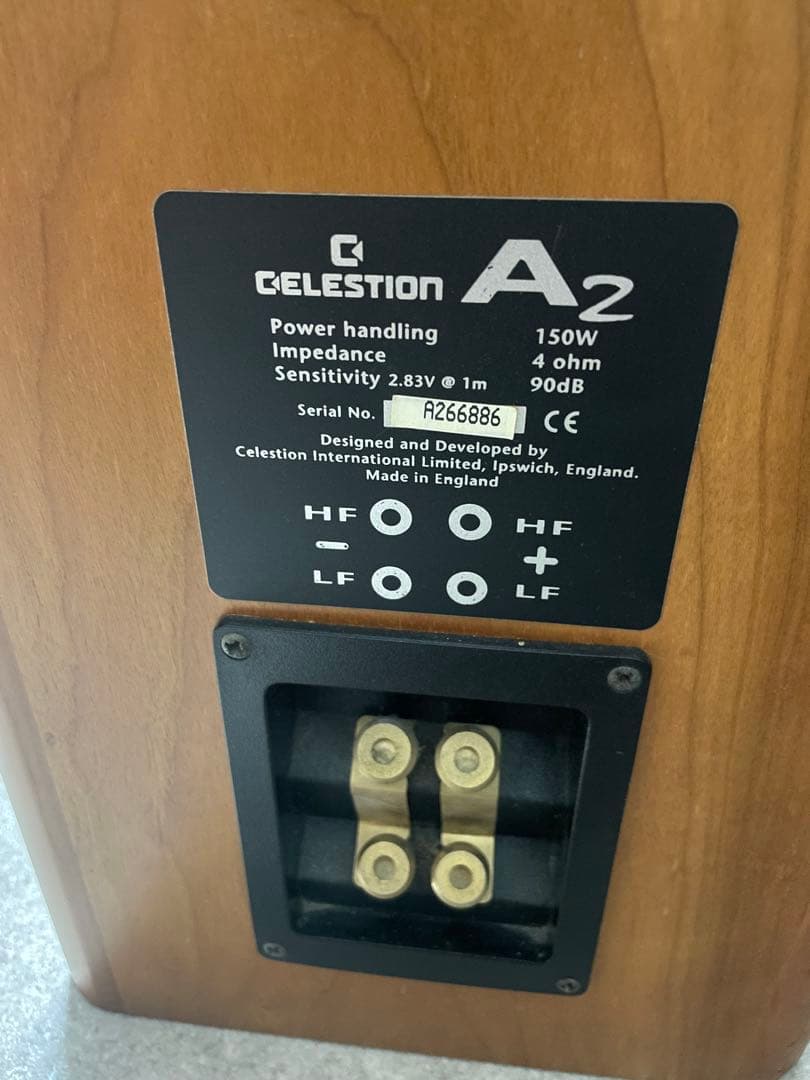 CELESTION A2
Power handling 150W
Impedance 4 ohm
Sensitivity 2.83V @ 1m 90dB
Serial No. A266886 CE
Designed and Developed by
Celestion International Limited, Ipswich, England.
Made in England
HF HF
- +
LF LF